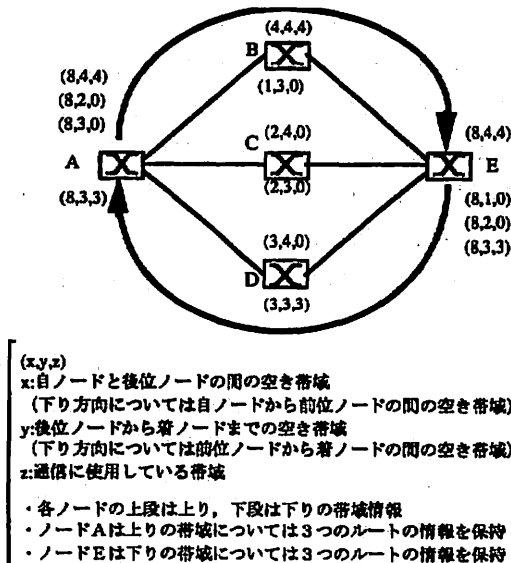 (4,4,4)
B
(8,4,4)
(8,2,0)
(8,3,0)
(1,3,0)
C
(2,4,0)
(8,4,4)
A
E
(8,3,3)
(2,3,0)
(8,1,0)
(8,2,0)
(8,3,3)
(3,4,0)
D
(3,3,3)
(x,y,z)
x:自ノードと後位ノードの間の空き帯域
(下り方向については自ノードから前位ノードの間の空き帯域)
y:後位ノードから着ノードまでの空き帯域
(下り方向については前位ノードから着ノードの間の空き帯域)
z:通信に使用している帯域
・各ノードの上段は上り，下段は下りの帯域情報
・ノードAは上りの帯域については３つのルートの情報を保持
・ノードEは下りの帯域については３つのルートの情報を保持